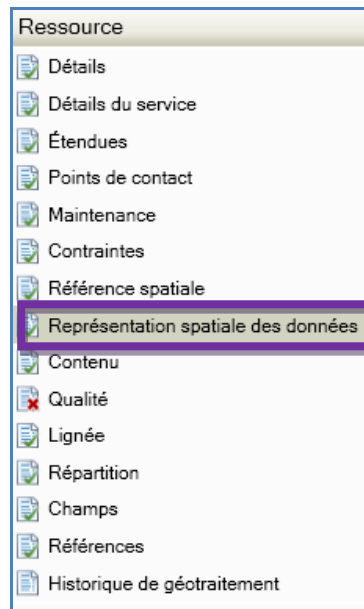 Ressource
Détails
Détails du service
Étendues
Points de contact
Maintenance
Contraintes
Référence spatiale
Représentation spatiale des données
Contenu
Qualité
Lignée
Répartition
Champs
Références
Historique de géotraitement